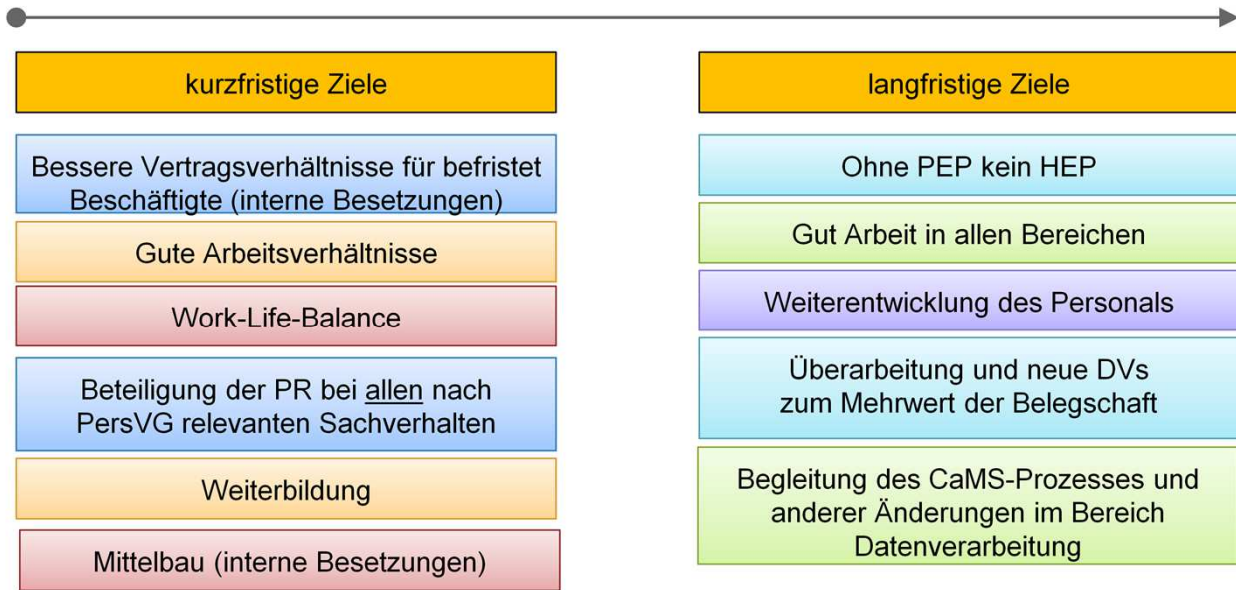 kurzfristige Ziele
Bessere Vertragsverhältnisse für befristet
Beschäftigte (interne Besetzungen)
Gute Arbeitsverhältnisse
Work-Life-Balance
Beteiligung der PR bei allen nach
PersVG relevanten Sachverhalten
Weiterbildung
Mittelbau (interne Besetzungen)
langfristige Ziele
Ohne PEP kein HEP
Gut Arbeit in allen Bereichen
Weiterentwicklung des Personals
Überarbeitung und neue DVs
zum Mehrwert der Belegschaft
Begleitung des CaMS-Prozesses und
anderer Änderungen im Bereich
Datenverarbeitung